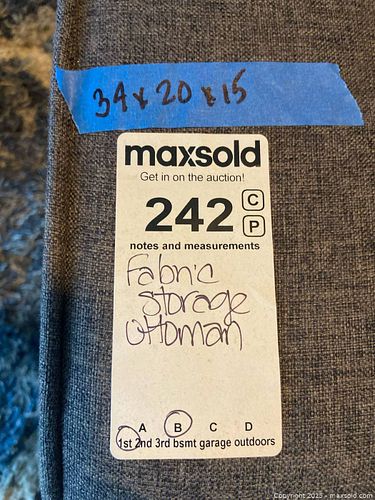 34 x 20 x 15
maxsold
Get in on the auction!
242 C
P
notes and measurements
Fabric
storage
ottoman
A B C D
1st 2nd 3rd bsmt garage outdoors
Copyright 2025 - maxsold.com